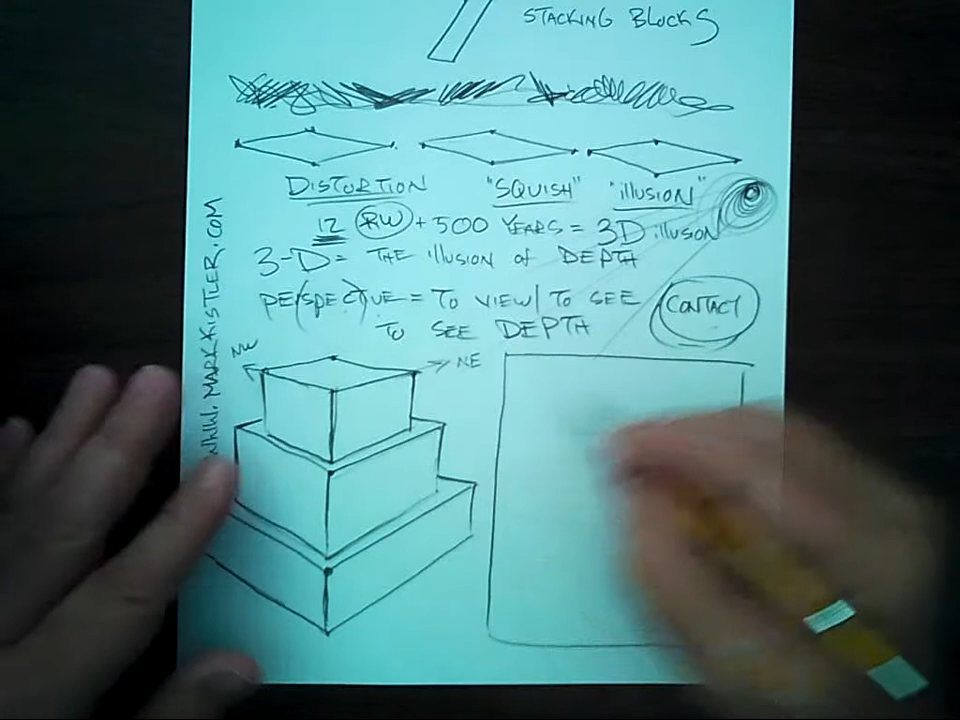 STACKING BLOCKS
DISTORTION "SQUISH" "illusion"
12 RW + 500 YEARS = 3D illusion
3-D = THE illusion of DEPTH
PERSPECTIVE = TO VIEW / TO SEE
TO SEE DEPTH
CONTACT
NW
NE
WWW.MARKKISTLER.COM